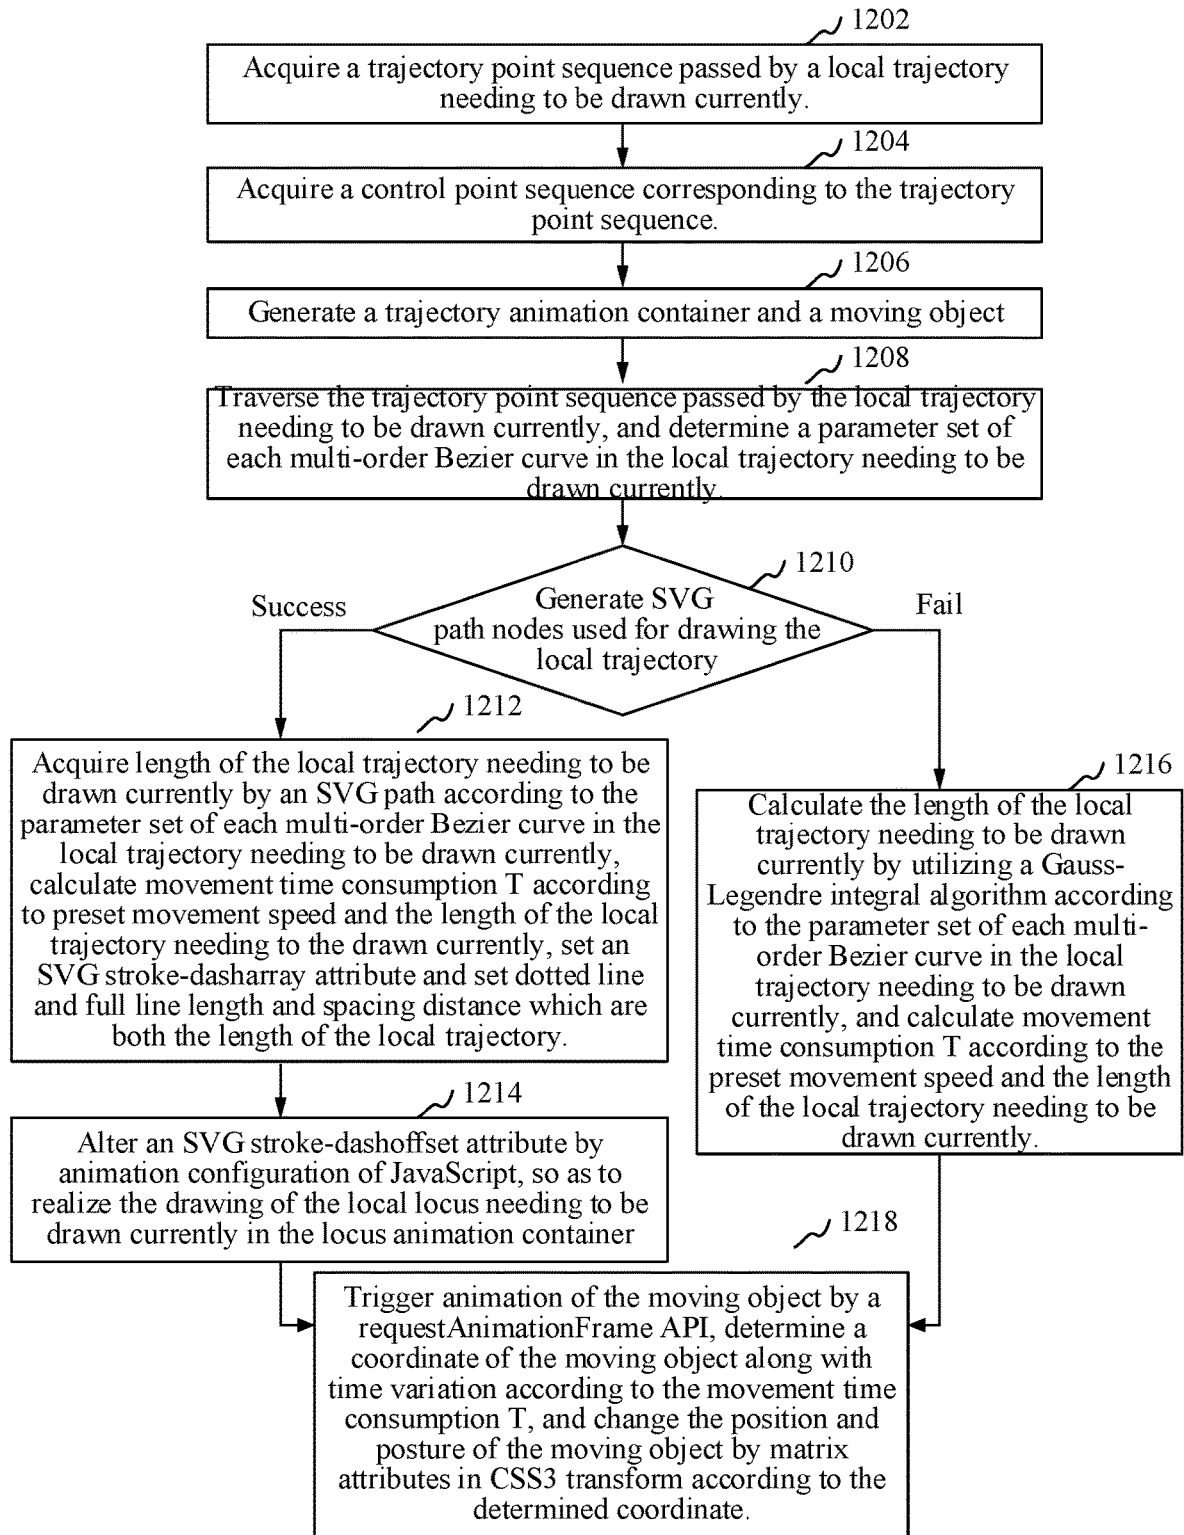 1202
Acquire a trajectory point sequence passed by a local trajectory
needing to be drawn currently.
1204
Acquire a control point sequence corresponding to the trajectory
point sequence.
1206
Generate a trajectory animation container and a moving object
1208
Traverse the trajectory point sequence passed by the local trajectory
needing to be drawn currently, and determine a parameter set of
each multi-order Bezier curve in the local trajectory needing to be
drawn currently.
1210
Generate SVG
path nodes used for drawing the
local trajectory
Success
Fail
1212
Acquire length of the local trajectory needing to be
drawn currently by an SVG path according to the
parameter set of each multi-order Bezier curve in the
local trajectory needing to be drawn currently,
calculate movement time consumption T according
to preset movement speed and the length of the local
trajectory needing to the drawn currently, set an
SVG stroke-dasharray attribute and set dotted line
and full line length and spacing distance which are
both the length of the local trajectory.
1214
Alter an SVG stroke-dashoffset attribute by
animation configuration of JavaScript, so as to
realize the drawing of the local locus needing to be
drawn currently in the locus animation container
1216
Calculate the length of the local
trajectory needing to be drawn
currently by utilizing a Gauss-
Legendre integral algorithm according
to the parameter set of each multi-
order Bezier curve in the local
trajectory needing to be drawn
currently, and calculate movement
time consumption T according to the
preset movement speed and the length
of the local trajectory needing to be
drawn currently.
1218
Trigger animation of the moving object by a
requestAnimationFrame API, determine a
coordinate of the moving object along with
time variation according to the movement time
consumption T, and change the position and
posture of the moving object by matrix
attributes in CSS3 transform according to the
determined coordinate.